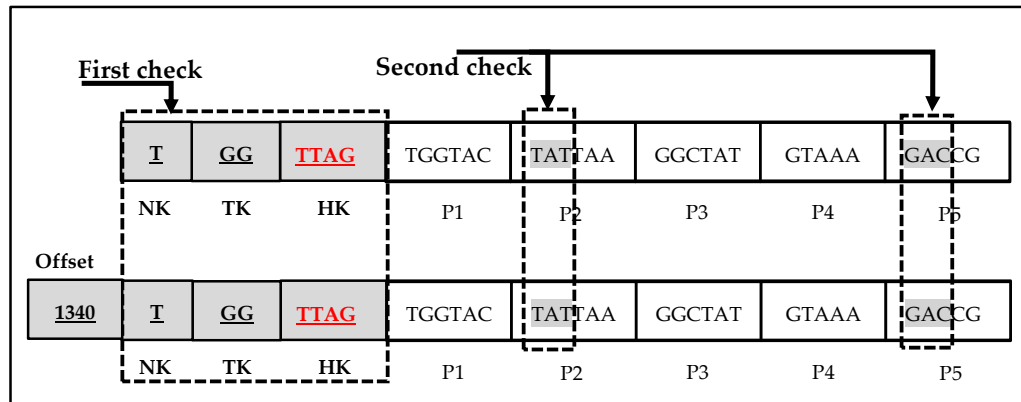 First check
Second check
T GG TTAG TGGTAC TATTAA GGCTAT GTAAA GACCG
NK TK HK P1 P2 P3 P4 P5
Offset
1340 T GG TTAG TGGTAC TATTAA GGCTAT GTAAA GACCG
NK TK HK P1 P2 P3 P4 P5